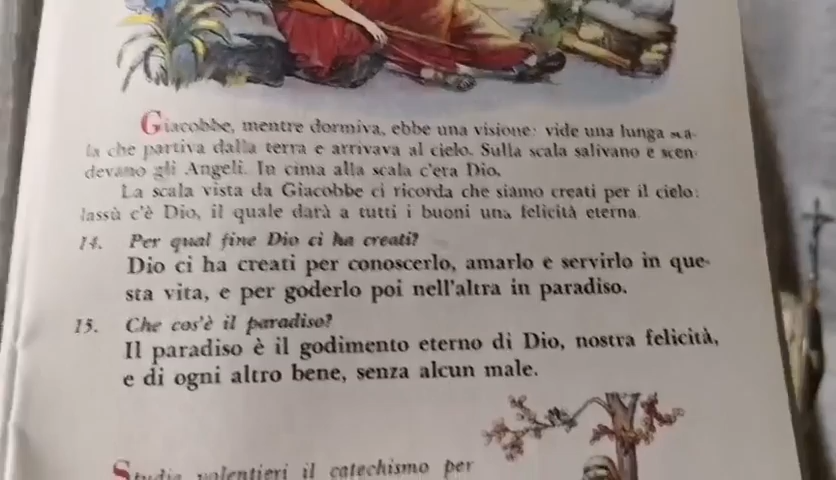 Giacobbe, mentre dormiva, ebbe una visione: vide una lunga sca-
la che partiva dalla terra e arrivava al cielo. Sulla scala salivano e scen-
devano gli Angeli. In cima alla scala c'era Dio.
La scala vista da Giacobbe ci ricorda che siamo creati per il cielo:
lassù c'è Dio, il quale darà a tutti i buoni una felicità eterna.
14. Per qual fine Dio ci ha creati?
Dio ci ha creati per conoscerlo, amarlo e servirlo in que-
sta vita, e per goderlo poi nell'altra in paradiso.
15. Che cos'è il paradiso?
Il paradiso è il godimento eterno di Dio, nostra felicità,
e di ogni altro bene, senza alcun male.
Studia volentieri il catechismo per